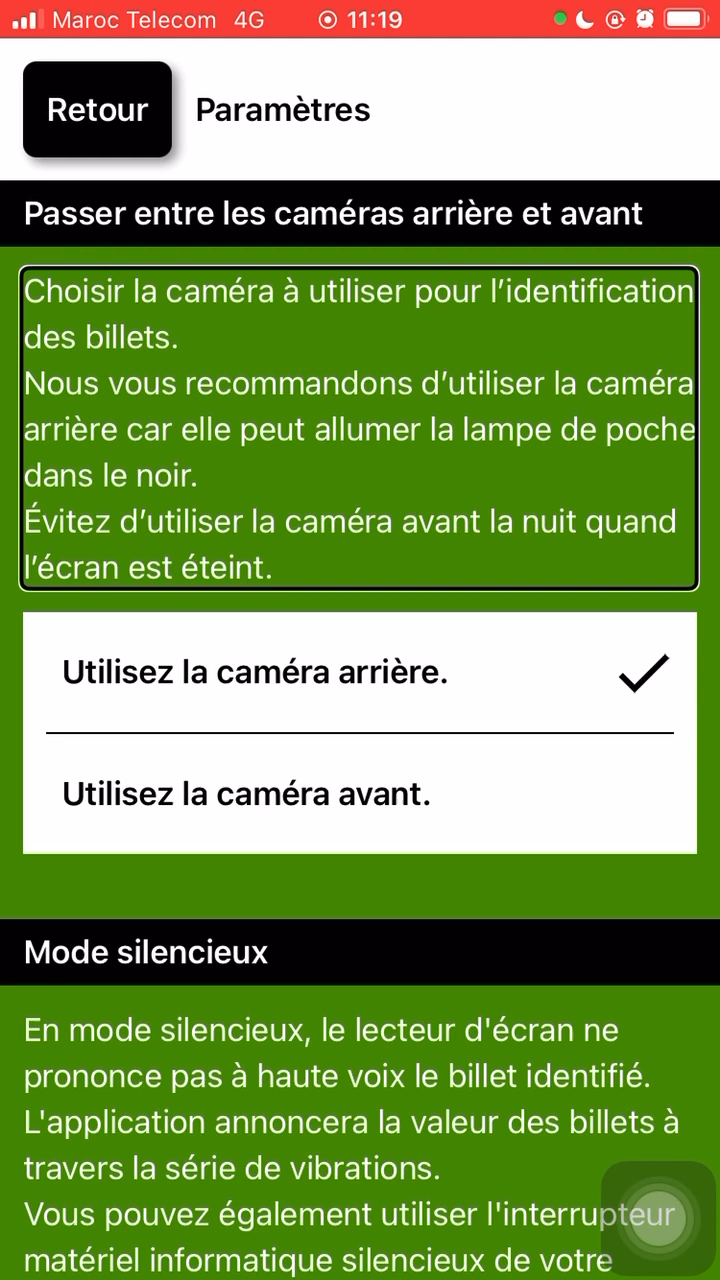 Maroc Telecom 4G 11:19
Retour Paramètres
Passer entre les caméras arrière et avant
Choisir la caméra à utiliser pour l’identification
des billets.
Nous vous recommandons d’utiliser la caméra
arrière car elle peut allumer la lampe de poche
dans le noir.
Évitez d’utiliser la caméra avant la nuit quand
l’écran est éteint.
Utilisez la caméra arrière.
Utilisez la caméra avant.
Mode silencieux
En mode silencieux, le lecteur d'écran ne
prononce pas à haute voix le billet identifié.
L'application annoncera la valeur des billets à
travers la série de vibrations.
Vous pouvez également utiliser l'interrupteur
matériel informatique silencieux de votre